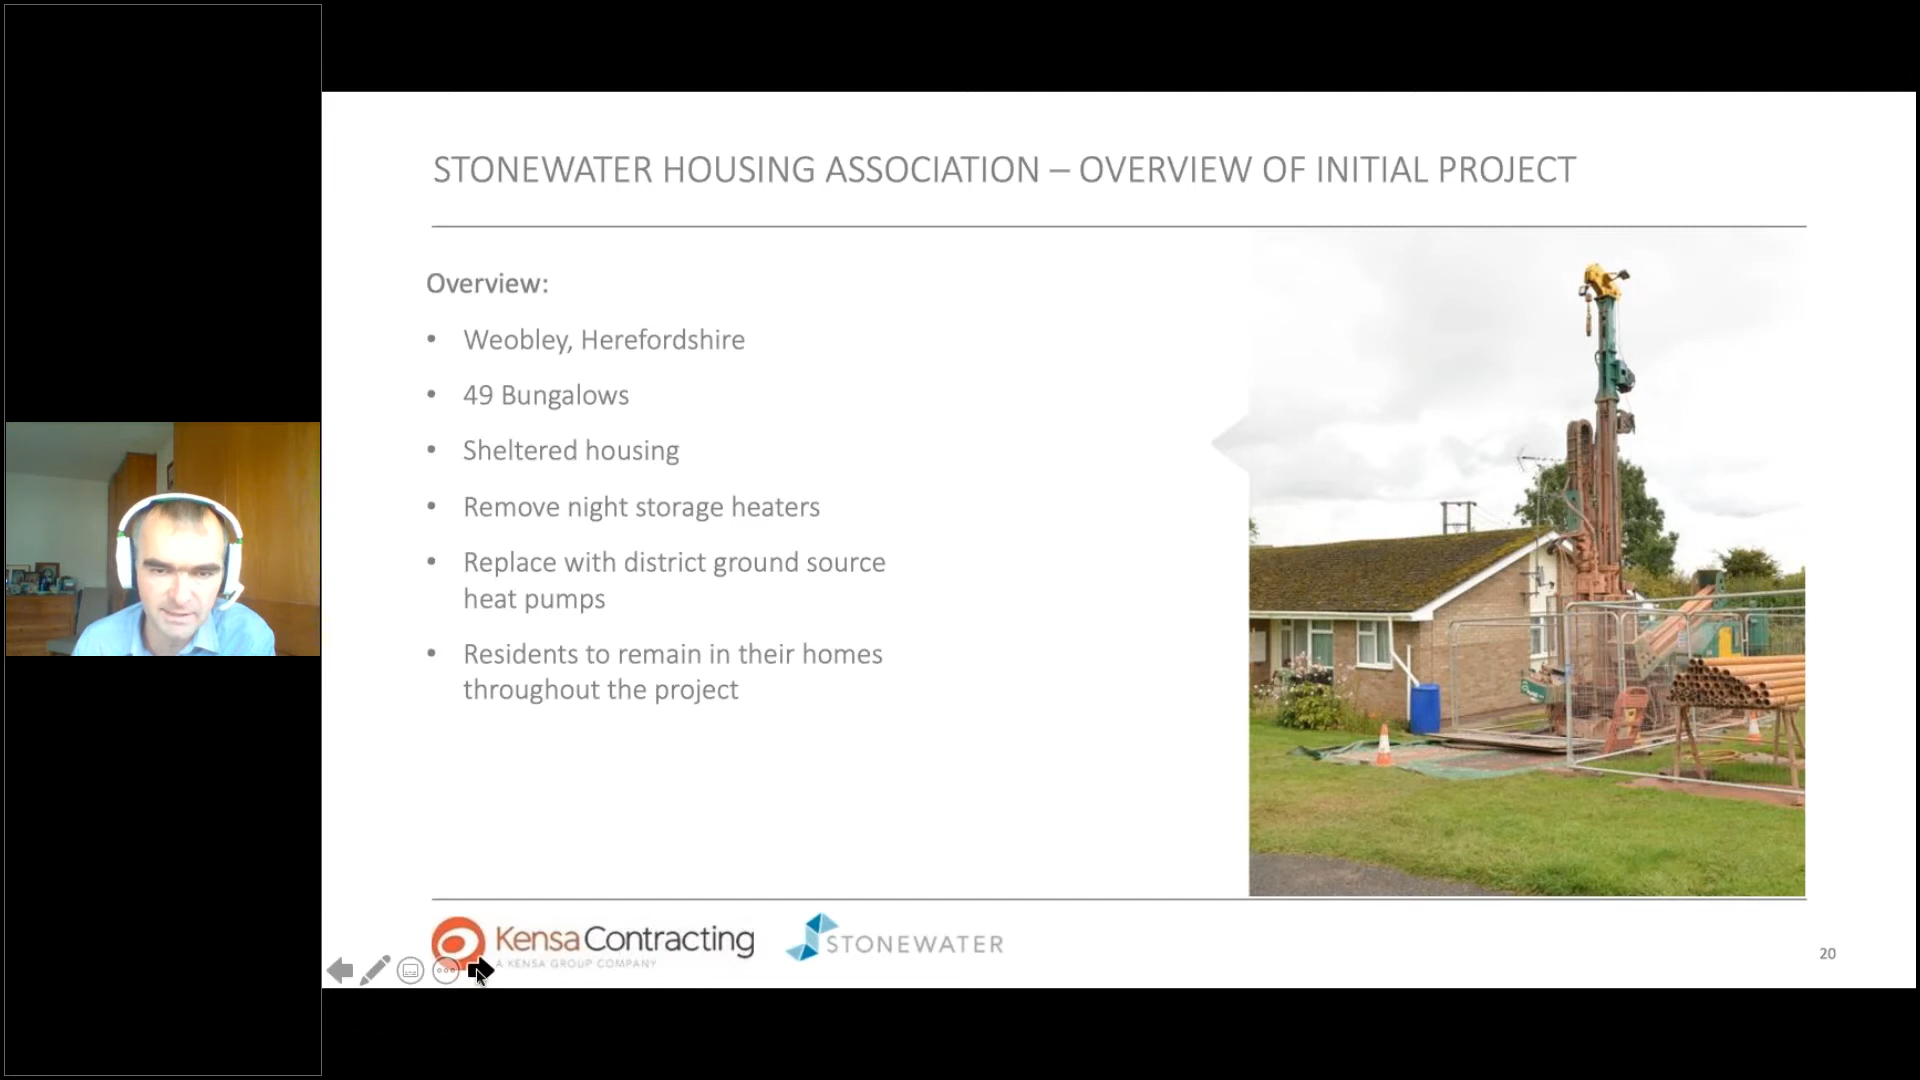 STONEWATER HOUSING ASSOCIATION – OVERVIEW OF INITIAL PROJECT
Overview:
• Weobley, Herefordshire
• 49 Bungalows
• Sheltered housing
• Remove night storage heaters
• Replace with district ground source
heat pumps
• Residents to remain in their homes
throughout the project
Kensa Contracting
A KENSA GROUP COMPANY
STONEWATER
20